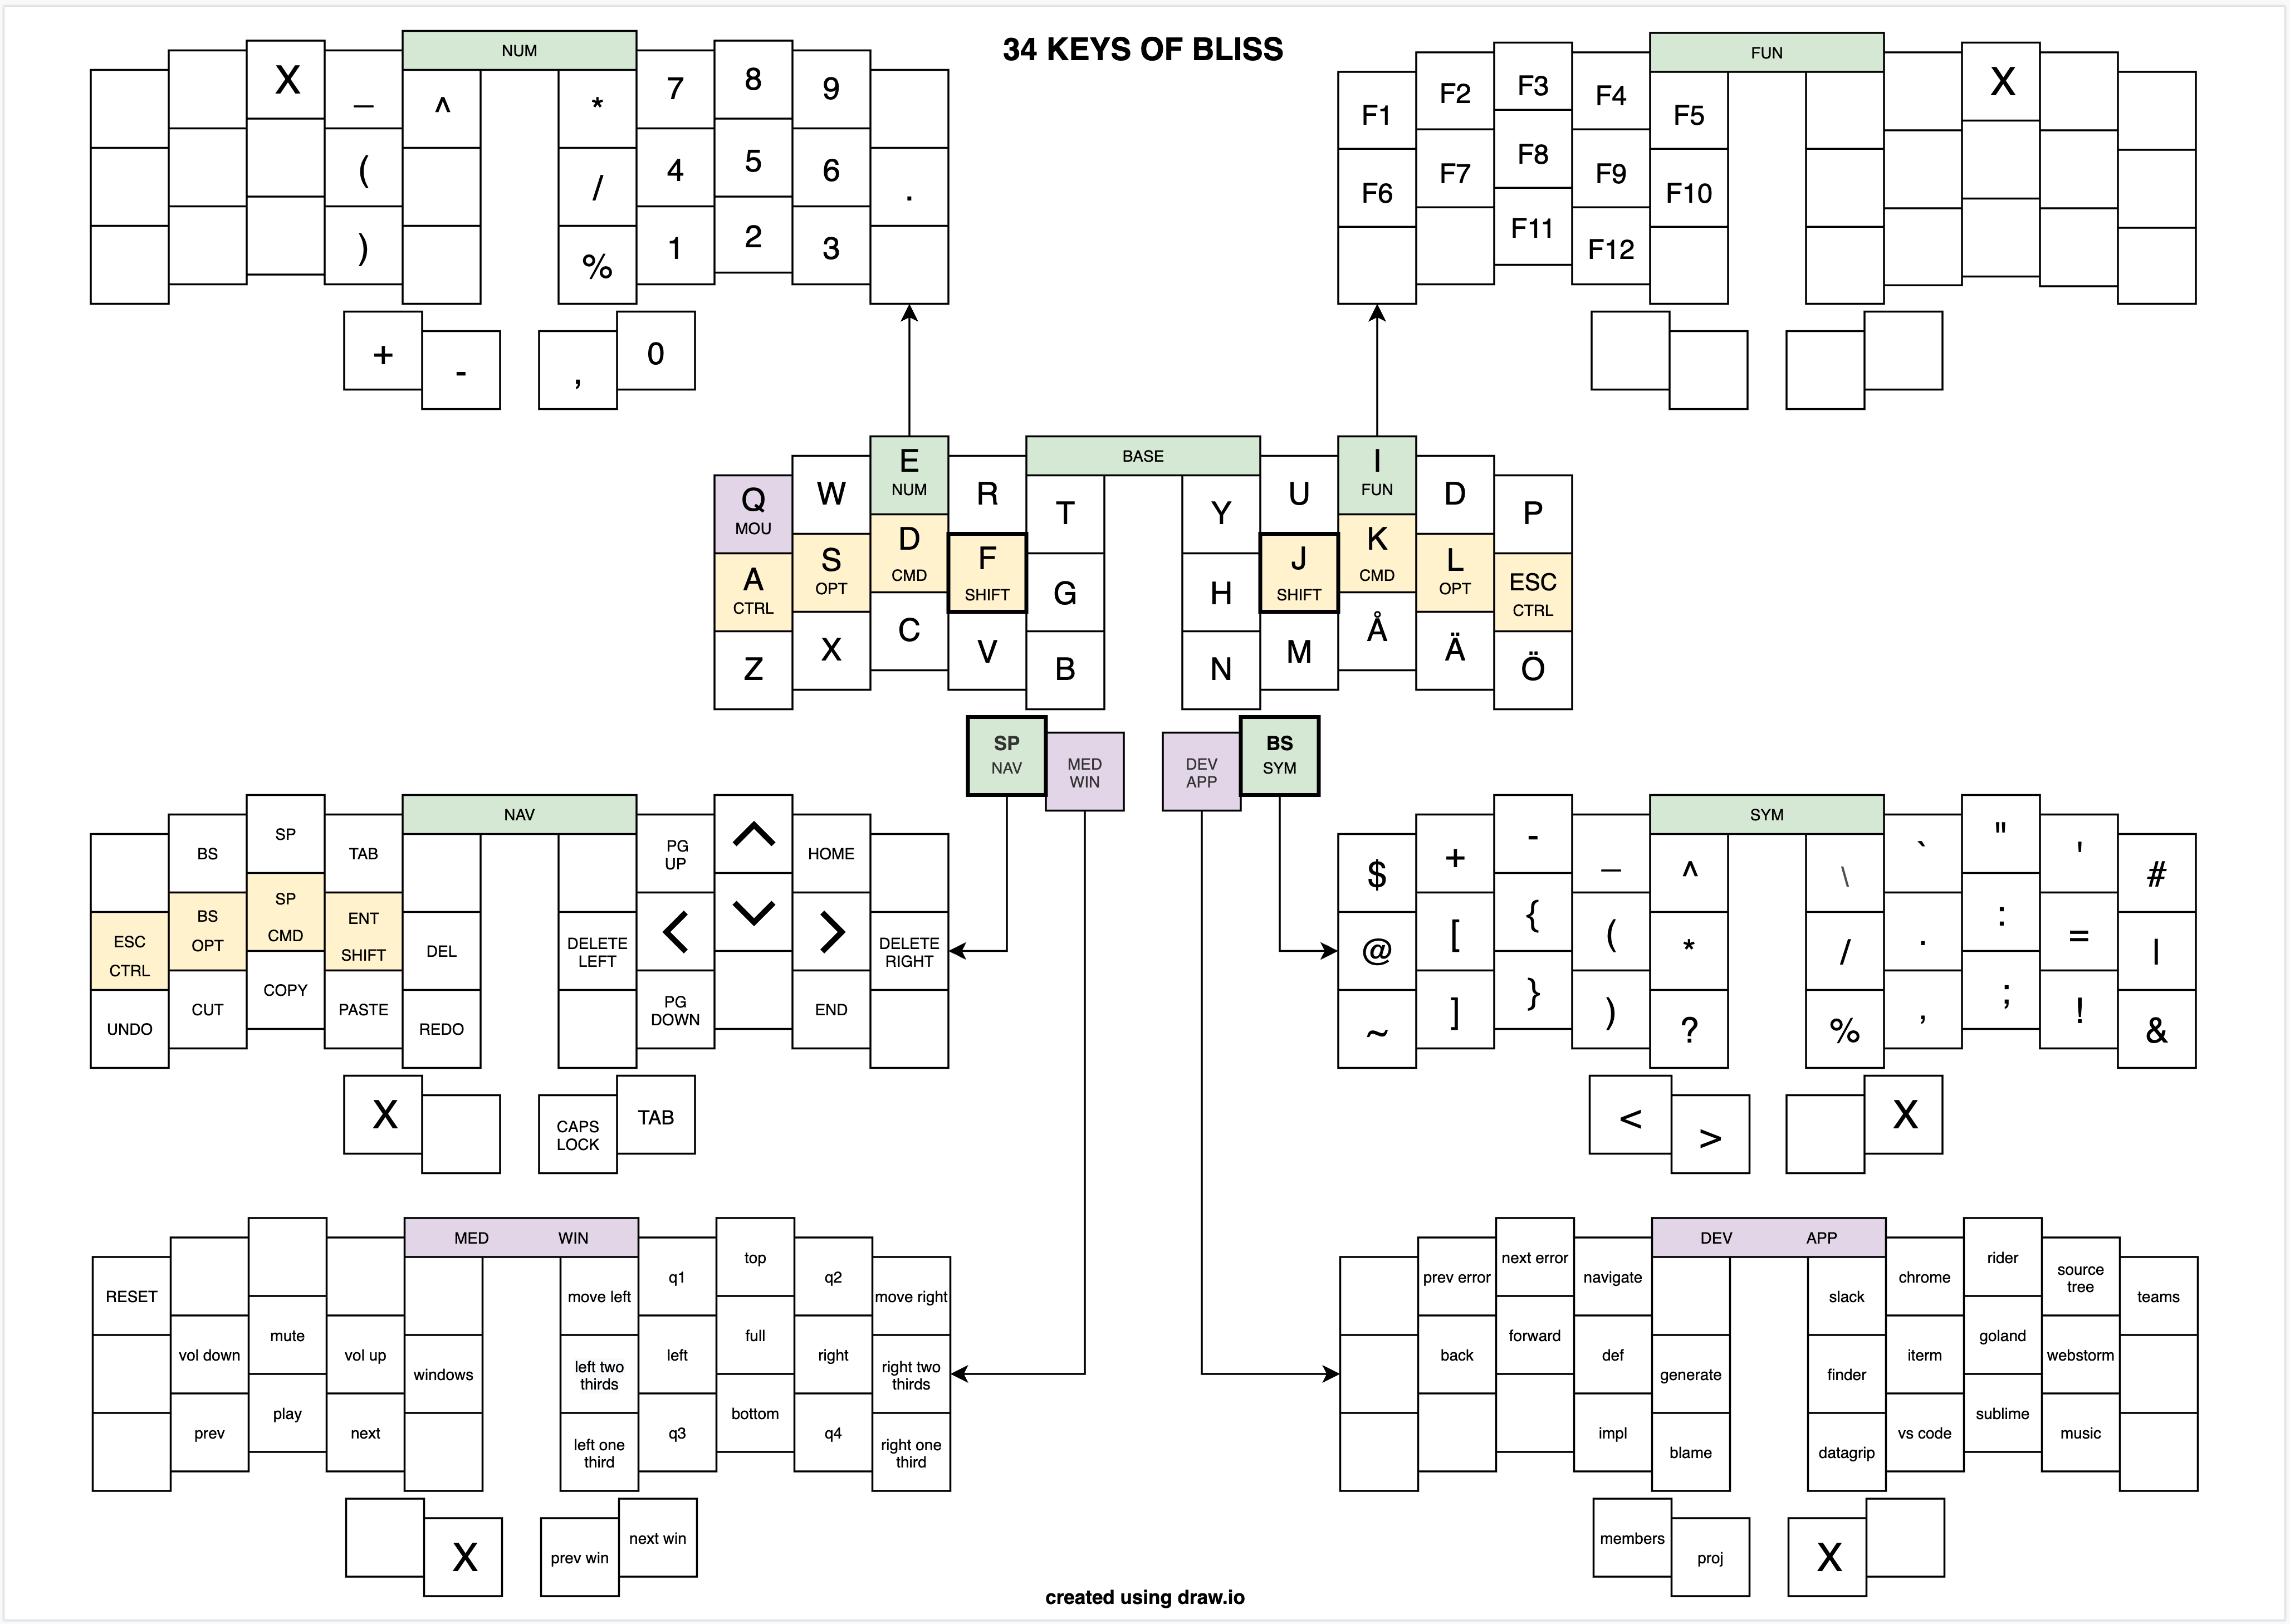 34 KEYS OF BLISS
NUM
X _ ^ * 7 8 9
( / 4 5 6 .
) % 1 2 3
+ - , 0
FUN
F1 F2 F3 F4 F5 X
F6 F7 F8 F9 F10
F11 F12
BASE
Q W E R T Y U I D P
MOU NUM FUN
A S D F G H J K L ESC
CTRL OPT CMD SHIFT SHIFT CMD OPT CTRL
Z X C V B N M Å Ä Ö
SP BS
NAV MED DEV SYM
WIN APP
NAV
BS SP TAB PG UP ^ HOME
ESC BS SP ENT DEL DELETE LEFT < ⌄ > DELETE RIGHT
CTRL OPT CMD SHIFT
UNDO CUT COPY PASTE REDO PG DOWN END
X CAPS LOCK TAB
SYM
$ + - _ ^ \ ` " ' #
@ [ { ( * / . : = |
~ ] } ) ? % , ; ! &
< > X
MED WIN
RESET move left q1 top q2 move right
vol down mute vol up windows left two thirds left full right right two thirds
prev play next left one third q3 bottom q4 right one third
X prev win next win
DEV APP
prev error next error navigate slack chrome rider source tree teams
back forward def generate finder iterm goland webstorm
impl blame datagrip vs code sublime music
members proj X
created using draw.io